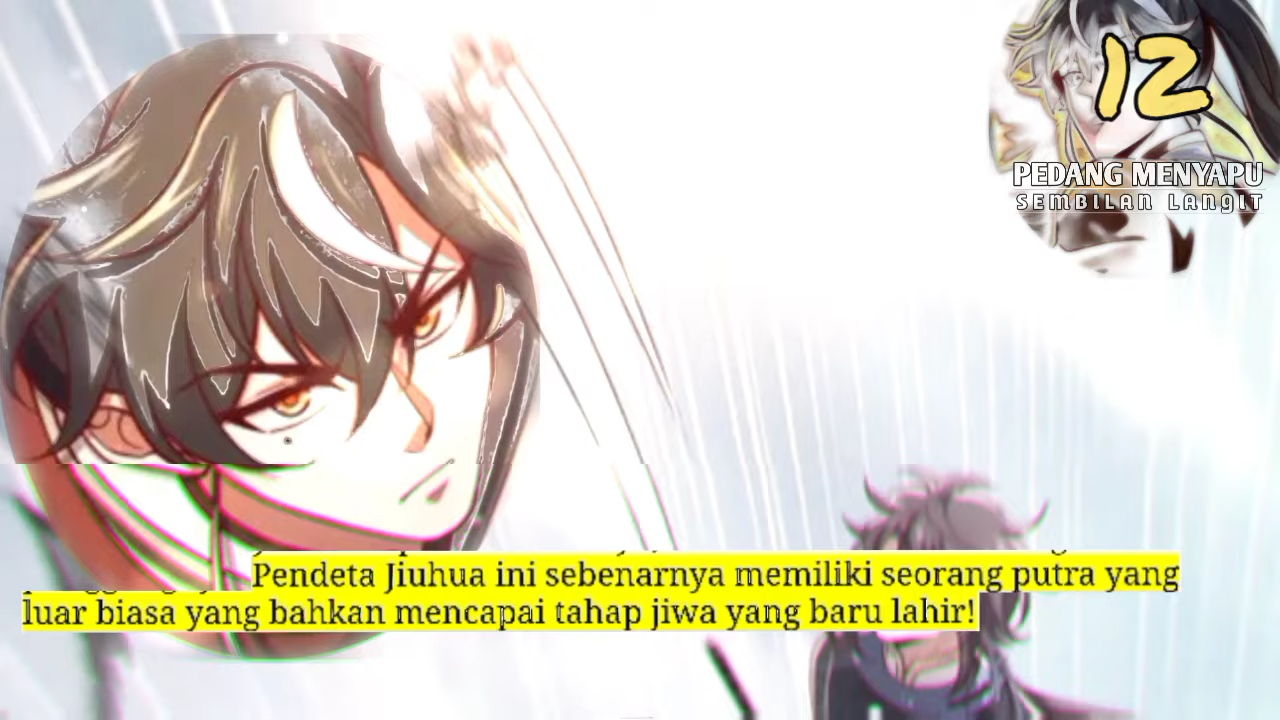 12
PEDANG MENYAPU
SEMBILAN LANGIT
Pendeta Jiuhua ini sebenarnya memiliki seorang putra yang
luar biasa yang bahkan mencapai tahap jiwa yang baru lahir!